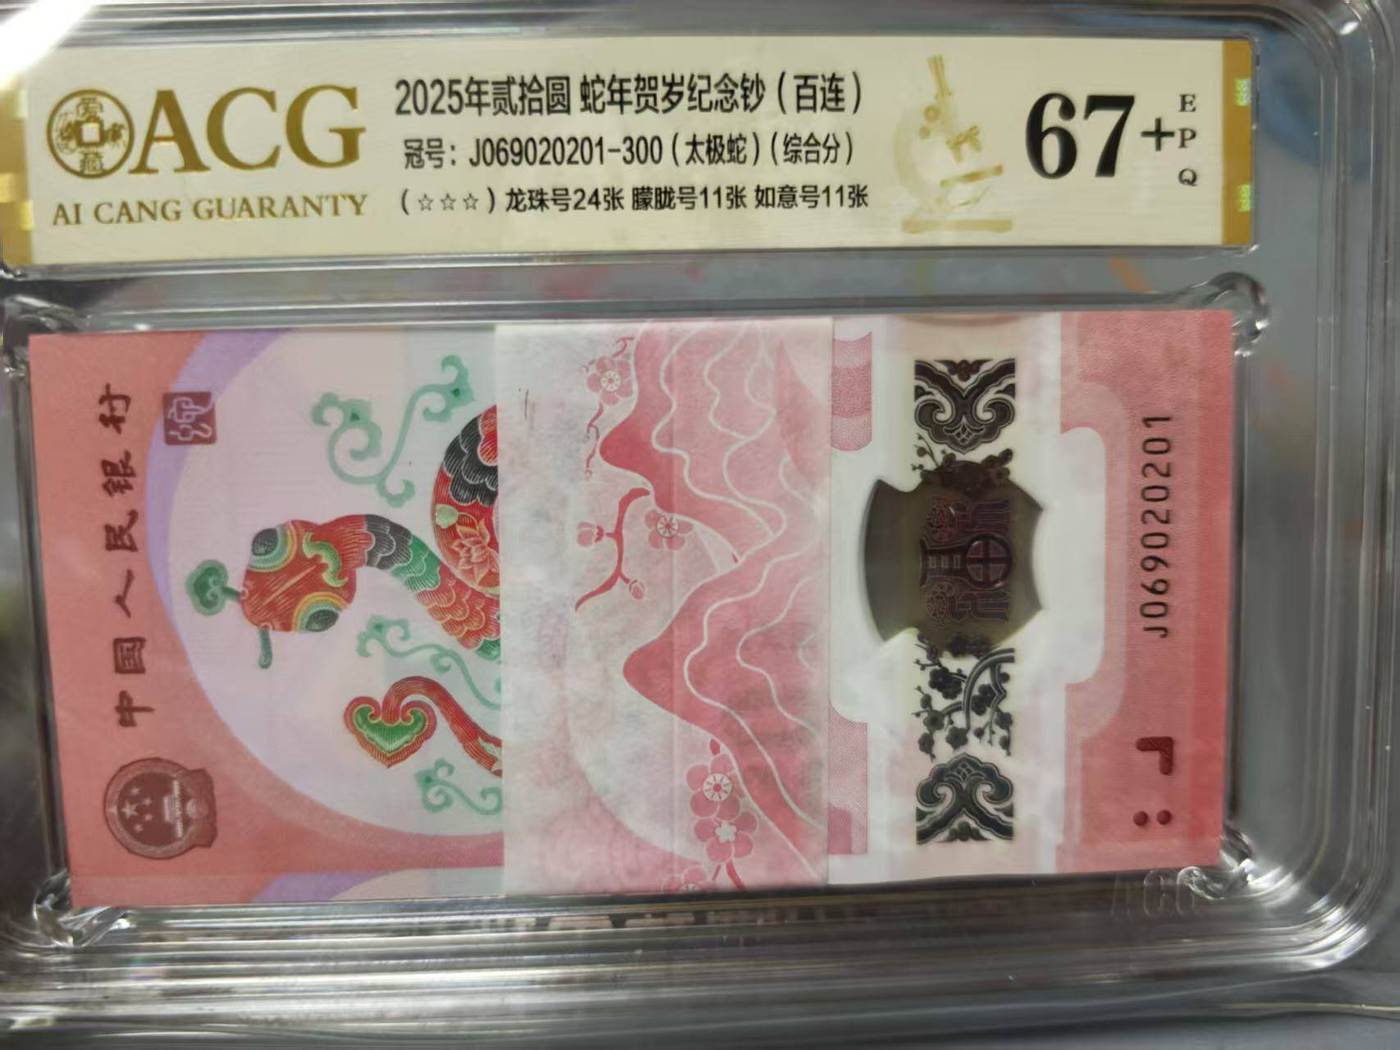 ACG
AI CANG GUARANTY
2025年贰拾圆 蛇年贺岁纪念钞（百连）
冠号：J069020201-300（太极蛇）（综合分）
（☆☆☆）龙珠号24张 朦胧号11张 如意号11张
67+
EPQ
中国人民银行
J069020201
ACG